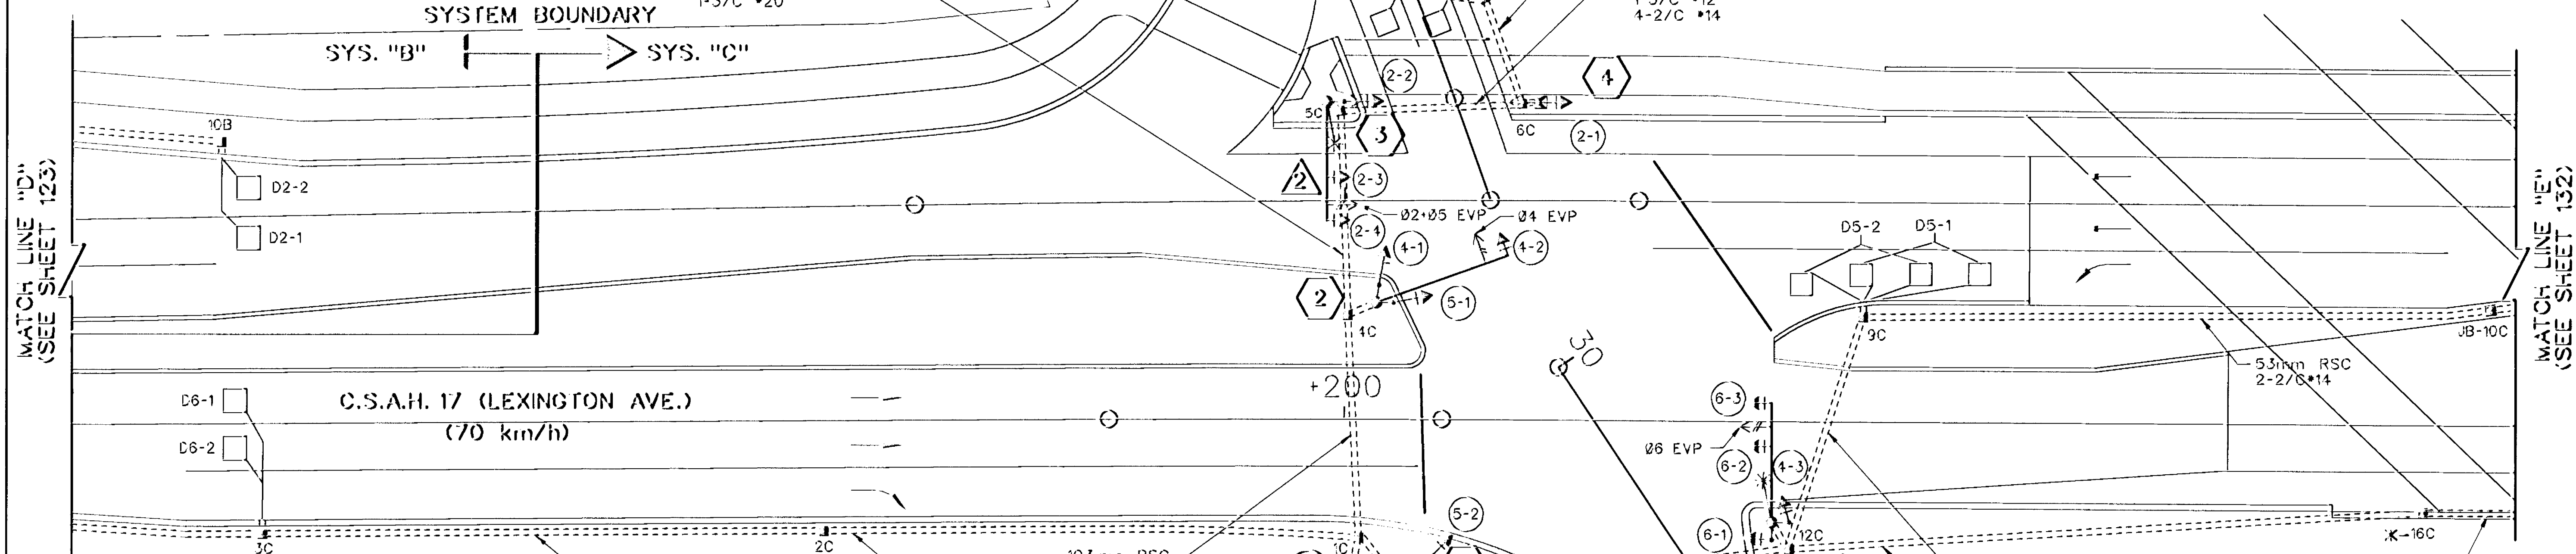 SYSTEM BOUNDARY
SYS. "B"
SYS. "C"
4-2/C #14
MATCH LINE "D"
(SEE SHEET 123)
10B
D2-2
D2-1
5C
2-2
3
4
6C
2-1
2
2-3
Ø2+Ø5 EVP
Ø4 EVP
2-4
4-1
4-2
2
5-1
4C
D5-2
D5-1
9C
JB-10C
53mm RSC
2-2/C#14
MATCH LINE "E"
(SEE SHEET 132)
30
+200
D6-1
D6-2
C.S.A.H. 17 (LEXINGTON AVE.)
(70 km/h)
6-3
Ø6 EVP
6-2
4-3
6-1
12C
5-2
3C
2C
1C